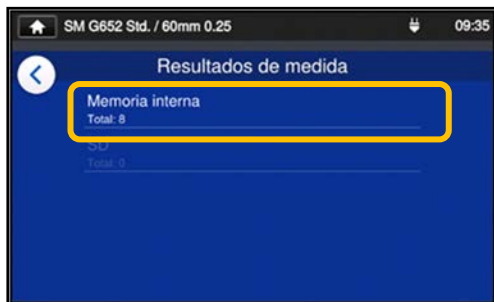 SM G652 Std. / 60mm 0.25 09:35
Resultados de medida
Memoria interna
Total: 8
SD
Total: 0